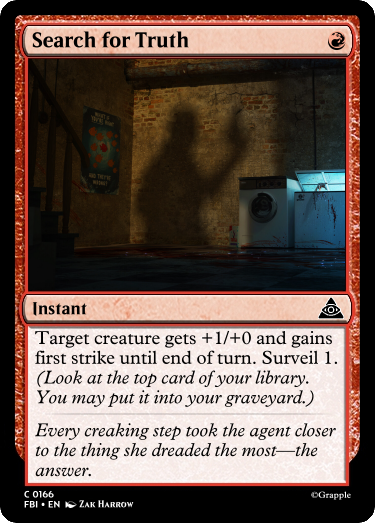 Search for Truth
Instant
Target creature gets +1/+0 and gains
first strike until end of turn. Surveil 1.
(Look at the top card of your library.
You may put it into your graveyard.)
Every creaking step took the agent closer
to the thing she dreaded the most—the
answer.
C 0166
FBI • EN Zak Harrow
©Grapple